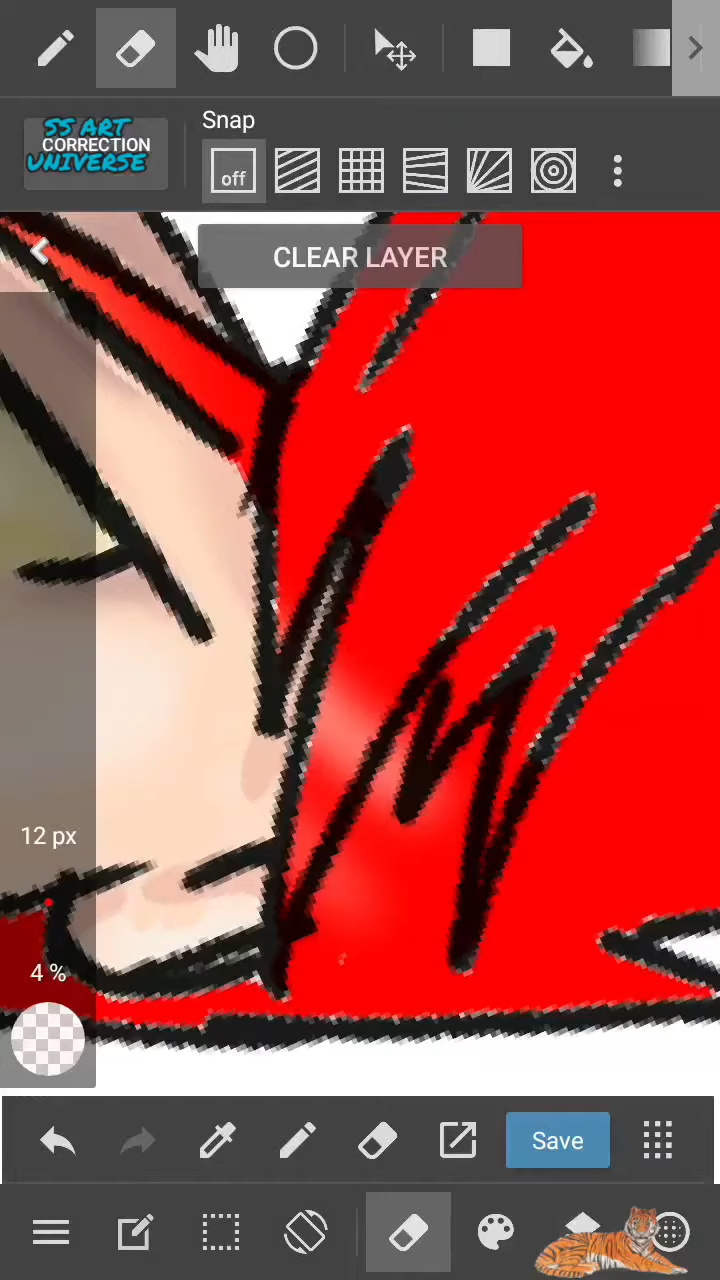 SS ART
CORRECTION
UNIVERSE
Snap
off
CLEAR LAYER
12 px
4 %
Save